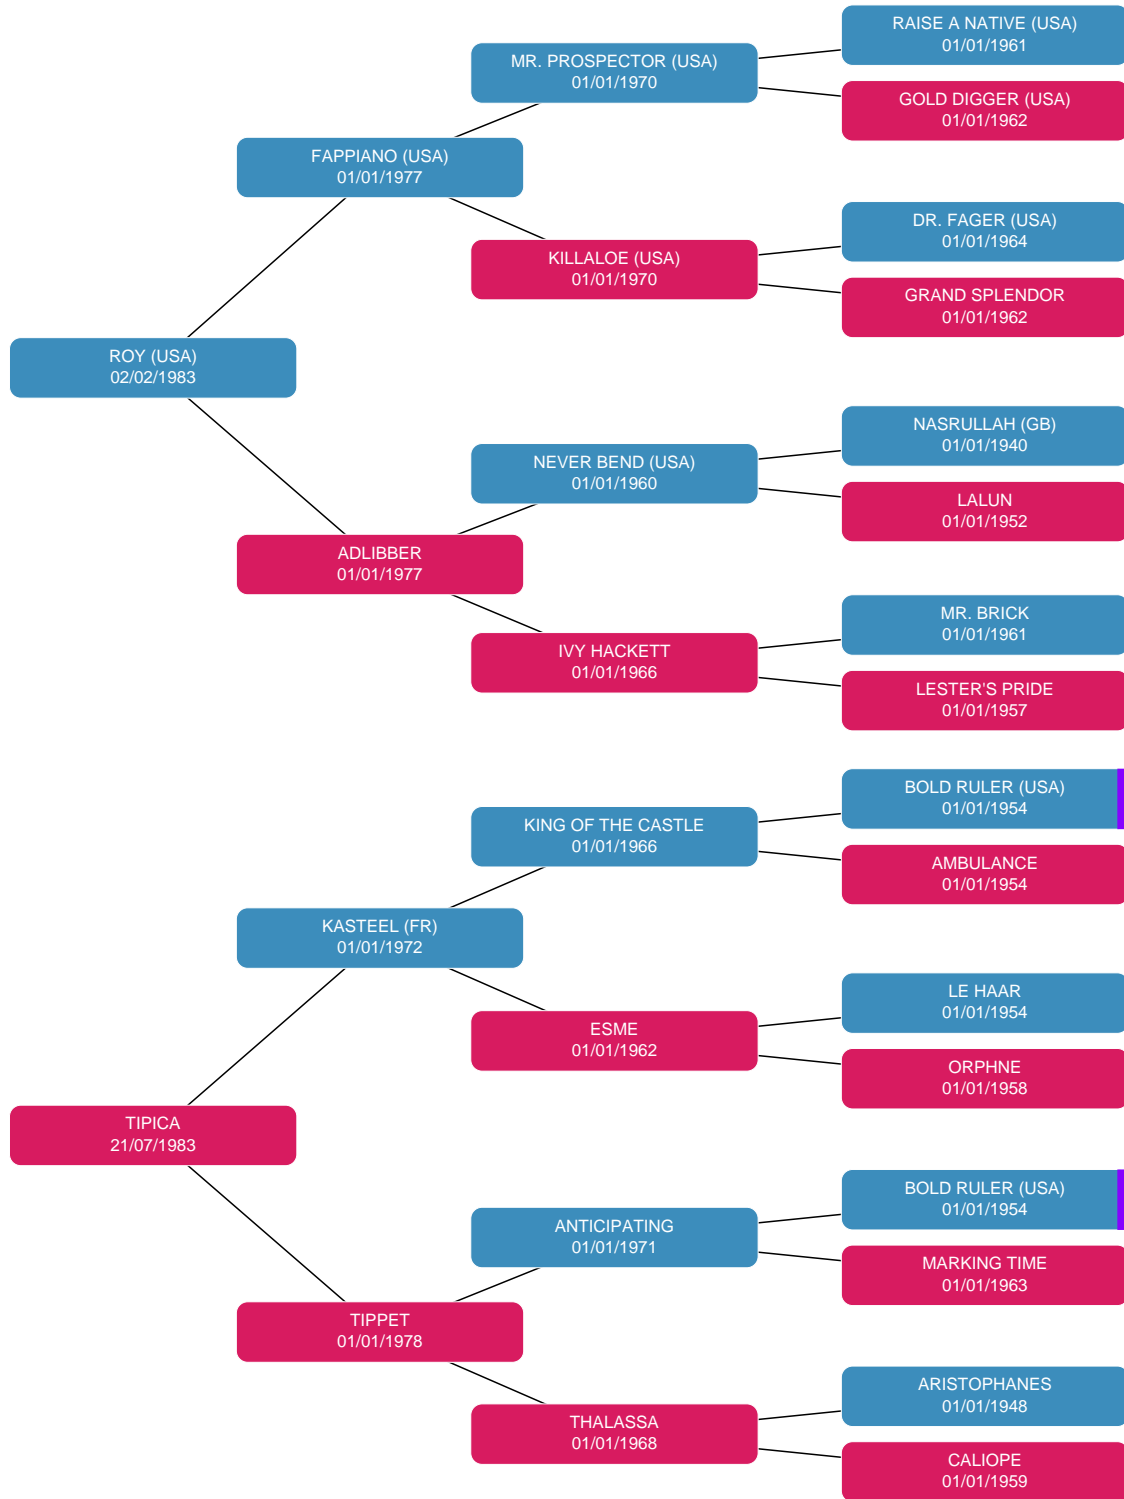 RAISE A NATIVE (USA)
01/01/1961
MR. PROSPECTOR (USA)
01/01/1970
GOLD DIGGER (USA)
01/01/1962
FAPPIANO (USA)
01/01/1977
DR. FAGER (USA)
01/01/1964
KILLALOE (USA)
01/01/1970
GRAND SPLENDOR
01/01/1962
ROY (USA)
02/02/1983
NASRULLAH (GB)
01/01/1940
NEVER BEND (USA)
01/01/1960
LALUN
01/01/1952
ADLIBBER
01/01/1977
MR. BRICK
01/01/1961
IVY HACKETT
01/01/1966
LESTER'S PRIDE
01/01/1957
BOLD RULER (USA)
01/01/1954
KING OF THE CASTLE
01/01/1966
AMBULANCE
01/01/1954
KASTEEL (FR)
01/01/1972
LE HAAR
01/01/1954
ESME
01/01/1962
ORPHNE
01/01/1958
TIPICA
21/07/1983
BOLD RULER (USA)
01/01/1954
ANTICIPATING
01/01/1971
MARKING TIME
01/01/1963
TIPPET
01/01/1978
ARISTOPHANES
01/01/1948
THALASSA
01/01/1968
CALIOPE
01/01/1959